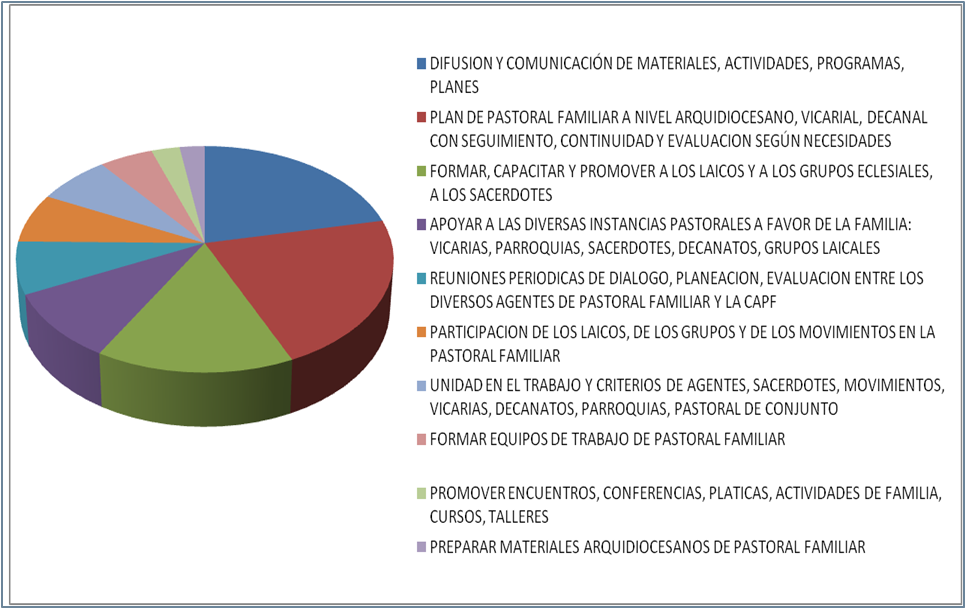 DIFUSION Y COMUNICACIÓN DE MATERIALES, ACTIVIDADES, PROGRAMAS,
PLANES
PLAN DE PASTORAL FAMILIAR A NIVEL ARQUIDIOCESANO, VICARIAL, DECANAL
CON SEGUIMIENTO, CONTINUIDAD Y EVALUACION SEGÚN NECESIDADES
FORMAR, CAPACITAR Y PROMOVER A LOS LAICOS Y A LOS GRUPOS ECLESIALES,
A LOS SACERDOTES
APOYAR A LAS DIVERSAS INSTANCIAS PASTORALES A FAVOR DE LA FAMILIA:
VICARIAS, PARROQUIAS, SACERDOTES, DECANATOS, GRUPOS LAICALES
REUNIONES PERIODICAS DE DIALOGO, PLANEACION, EVALUACION ENTRE LOS
DIVERSOS AGENTES DE PASTORAL FAMILIAR Y LA CAPF
PARTICIPACION DE LOS LAICOS, DE LOS GRUPOS Y DE LOS MOVIMIENTOS EN LA
PASTORAL FAMILIAR
UNIDAD EN EL TRABAJO Y CRITERIOS DE AGENTES, SACERDOTES, MOVIMIENTOS,
VICARIAS, DECANATOS, PARROQUIAS, PASTORAL DE CONJUNTO
FORMAR EQUIPOS DE TRABAJO DE PASTORAL FAMILIAR
PROMOVER ENCUENTROS, CONFERENCIAS, PLATICAS, ACTIVIDADES DE FAMILIA,
CURSOS, TALLERES
PREPARAR MATERIALES ARQUIDIOCESANOS DE PASTORAL FAMILIAR